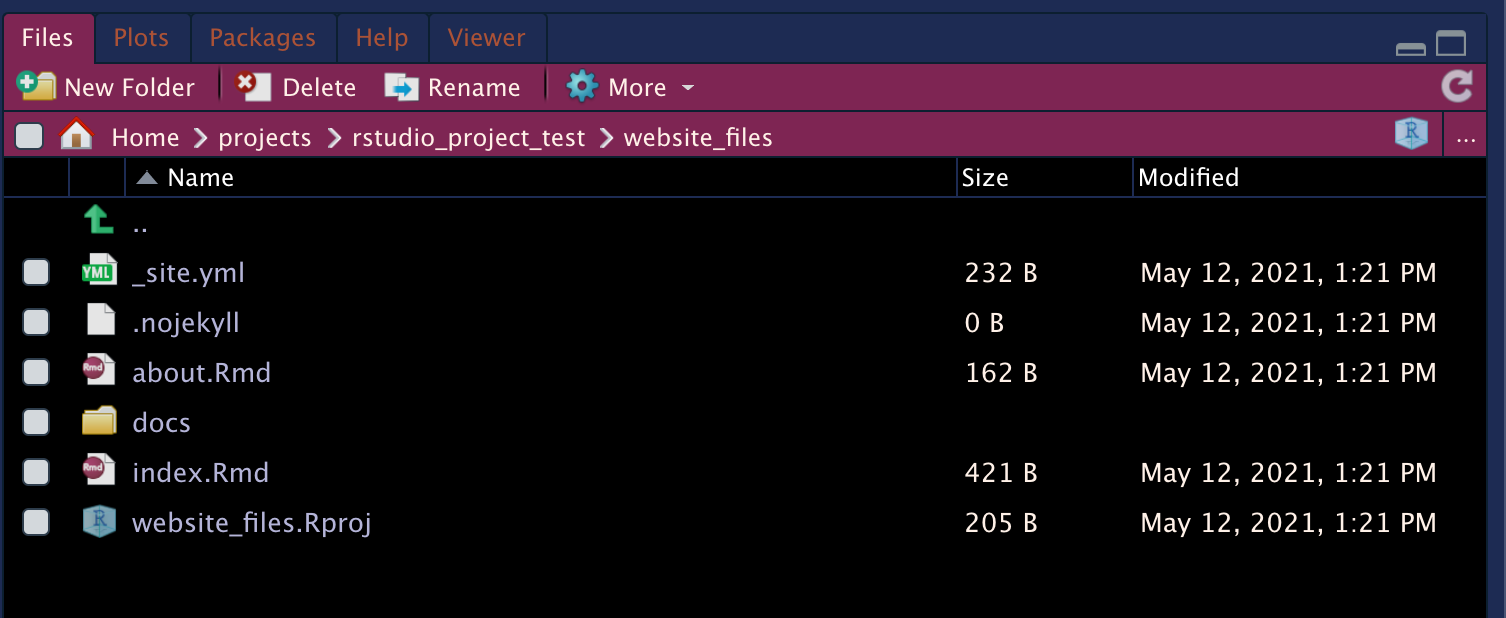 Files Plots Packages Help Viewer
New Folder Delete Rename More
Home projects rstudio_project_test website_files R ...
Name Size Modified
..
YML _site.yml 232 B May 12, 2021, 1:21 PM
.nojekyll 0 B May 12, 2021, 1:21 PM
Rmd about.Rmd 162 B May 12, 2021, 1:21 PM
docs
Rmd index.Rmd 421 B May 12, 2021, 1:21 PM
R website_files.Rproj 205 B May 12, 2021, 1:21 PM